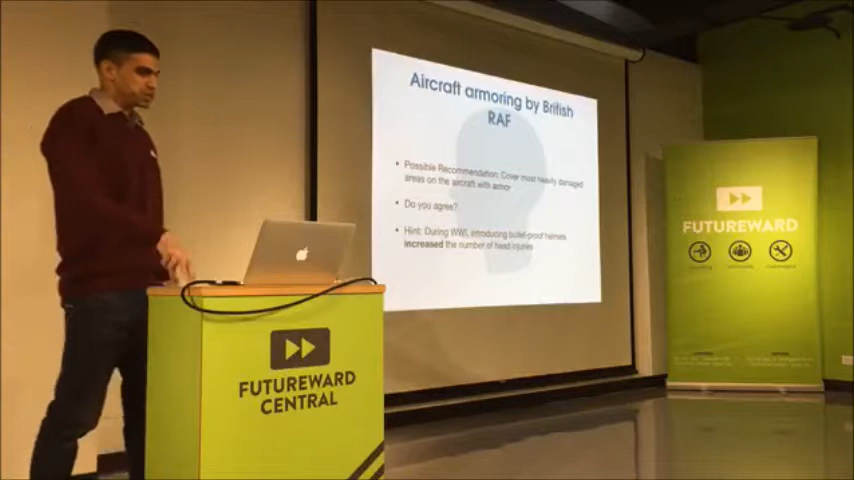 Aircraft armoring by British
RAF
• Possible Recommendation: Cover most heavily damaged
areas on the aircraft with armor
• Do you agree?
• Hint: During WWI, introducing bullet-proof helmets
increased the number of head injuries
FUTUREWARD
CENTRAL
FUTUREWARD